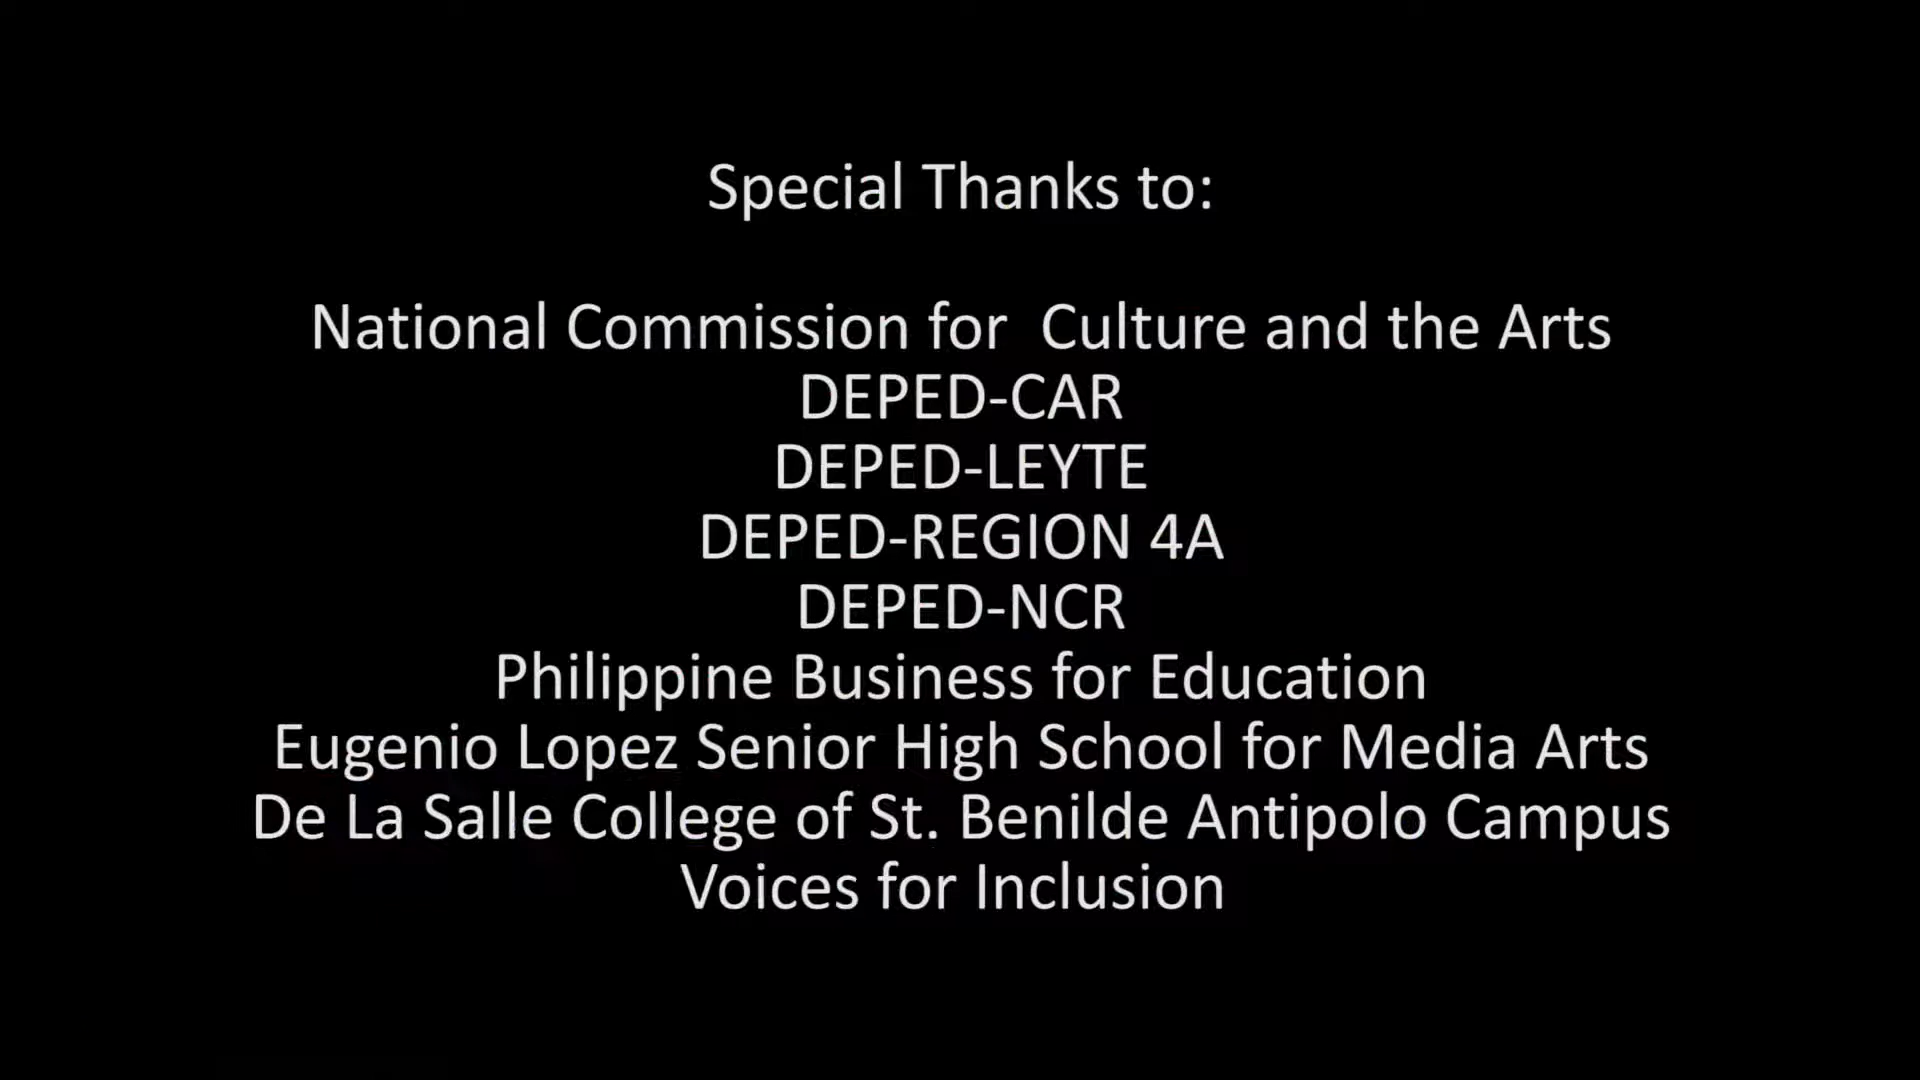 Special Thanks to:
National Commission for  Culture and the Arts
DEPED-CAR
DEPED-LEYTE
DEPED-REGION 4A
DEPED-NCR
Philippine Business for Education
Eugenio Lopez Senior High School for Media Arts
De La Salle College of St. Benilde Antipolo Campus
Voices for Inclusion